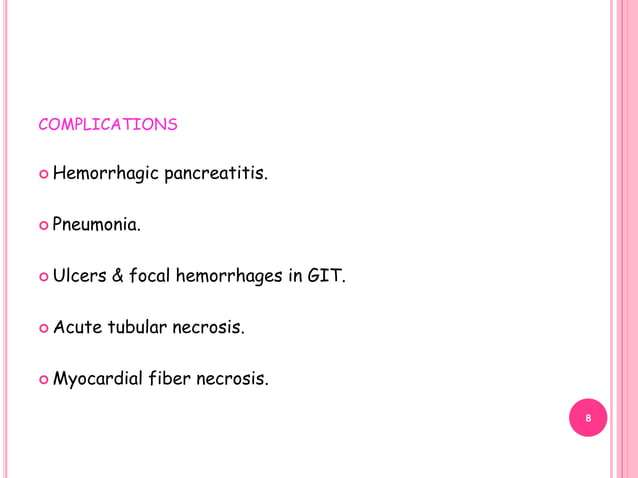 COMPLICATIONS
Hemorrhagic pancreatitis.
Pneumonia.
Ulcers & focal hemorrhages in GIT.
Acute tubular necrosis.
Myocardial fiber necrosis.
8